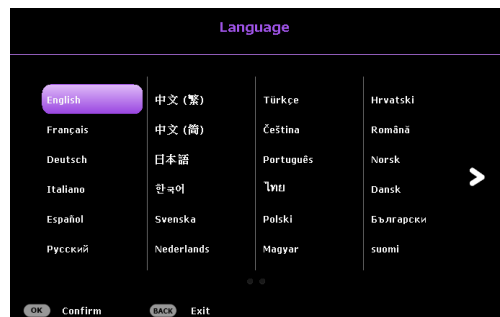 Language
English
Français
Deutsch
Italiano
Español
Русский
中文 (繁)
中文 (简)
日本語
한국어
Svenska
Nederlands
Türkçe
Čeština
Português
ไทย
Polski
Magyar
Hrvatski
Română
Norsk
Dansk
Български
suomi
OK Confirm
BACK Exit